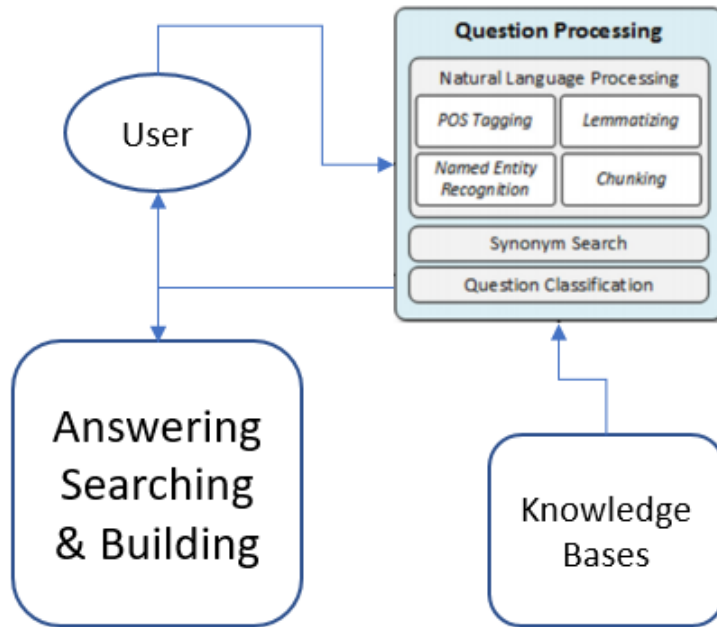 Question Processing
Natural Language Processing
POS Tagging
Lemmatizing
Named Entity
Recognition
Chunking
Synonym Search
Question Classification
User
Answering
Searching
& Building
Knowledge
Bases